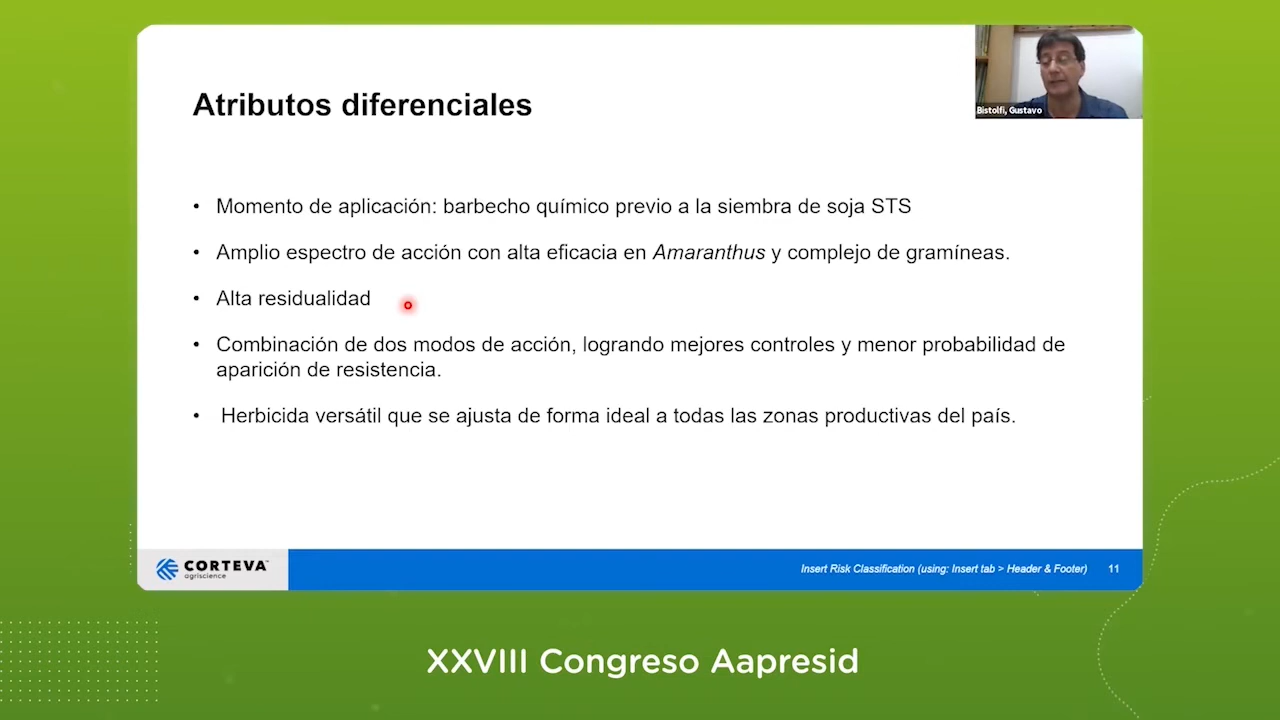 Atributos diferenciales
Bistolfi, Gustavo
• Momento de aplicación: barbecho químico previo a la siembra de soja STS
• Amplio espectro de acción con alta eficacia en Amaranthus y complejo de gramíneas.
• Alta residualidad
• Combinación de dos modos de acción, logrando mejores controles y menor probabilidad de
aparición de resistencia.
• Herbicida versátil que se ajusta de forma ideal a todas las zonas productivas del país.
CORTEVA™
agriscience
Insert Risk Classification (using: Insert tab > Header & Footer) 11
XXVIII Congreso Aapresid